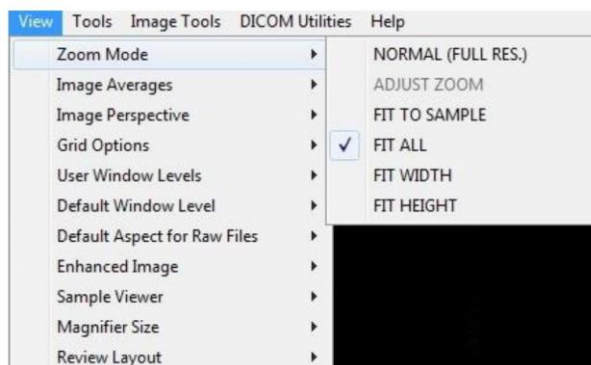 View Tools Image Tools DICOM Utilities Help
Zoom Mode
Image Averages
Image Perspective
Grid Options
User Window Levels
Default Window Level
Default Aspect for Raw Files
Enhanced Image
Sample Viewer
Magnifier Size
Review Layout
NORMAL (FULL RES.)
ADJUST ZOOM
FIT TO SAMPLE
FIT ALL
FIT WIDTH
FIT HEIGHT